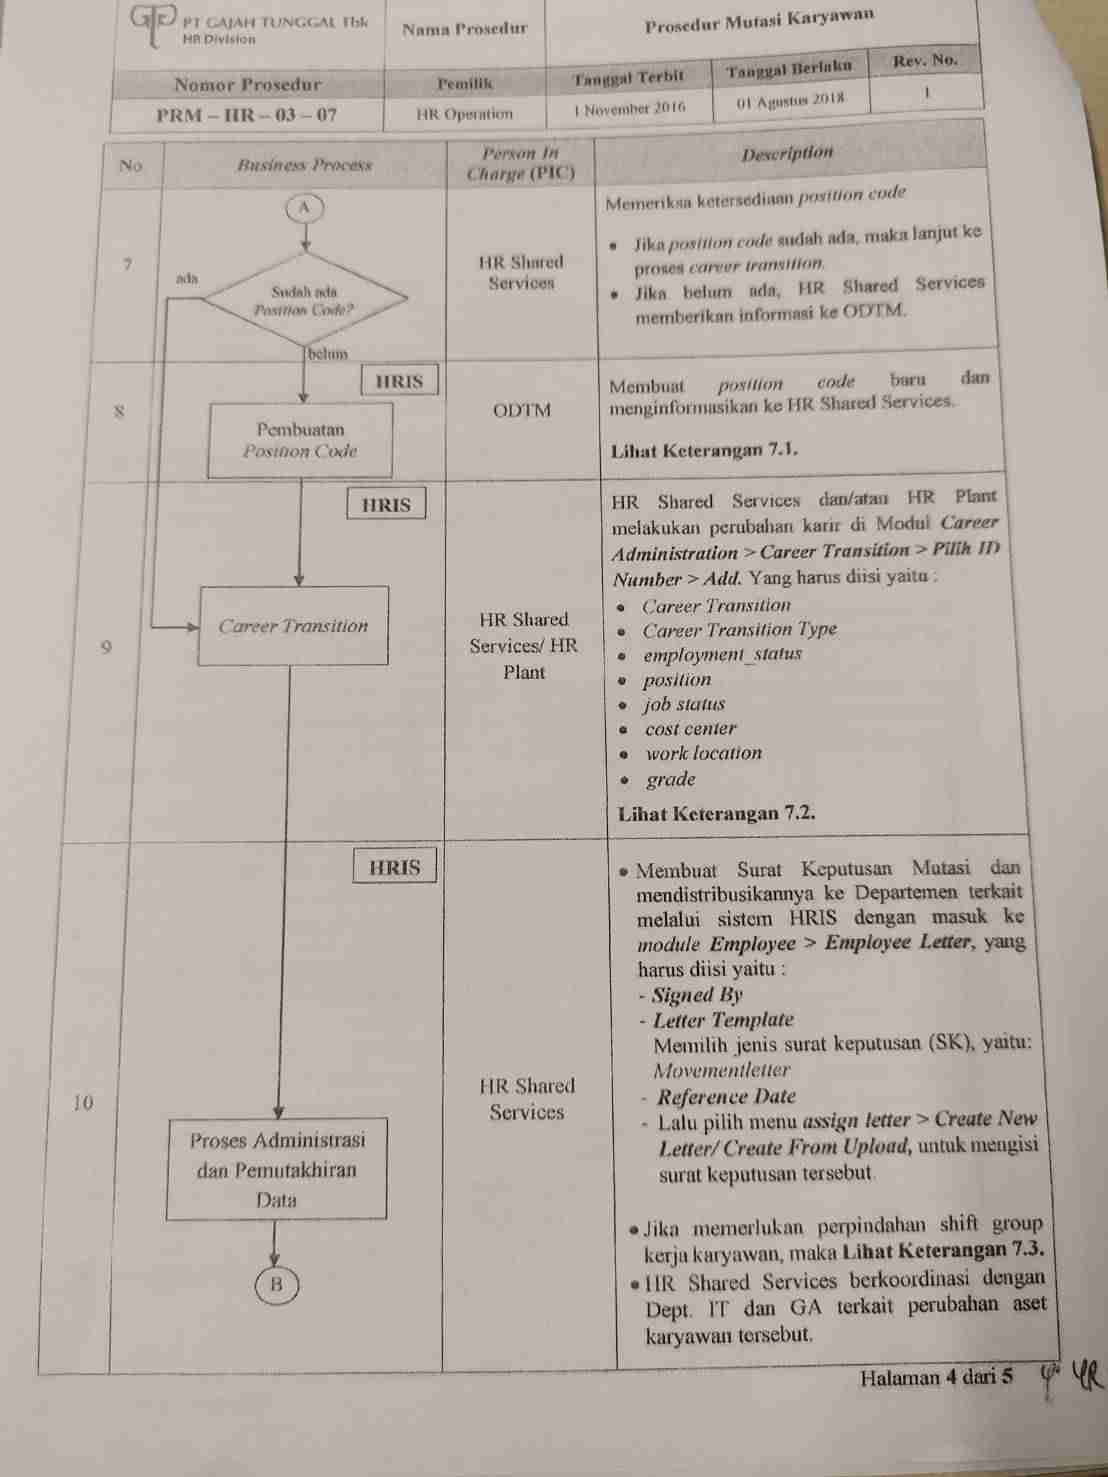 PT GAJAH TUNGGAL Tbk
HR Division
Nama Prosedur
Prosedur Mutasi Karyawan
Nomor Prosedur
Pemilik
Tanggal Terbit
Tanggal Berlaku
Rev. No.
PRM – HR – 03 – 07
HR Operation
1 November 2016
01 Agustus 2018
1
No
Business Process
Person In
Charge (PIC)
Description
7
A
ada
Sudah ada
Position Code?
belum
HR Shared
Services
Memeriksa ketersediaan position code
• Jika position code sudah ada, maka lanjut ke
proses career transition.
• Jika belum ada, HR Shared Services
memberikan informasi ke ODTM.
8
HRIS
Pembuatan
Position Code
ODTM
Membuat position code baru dan
menginformasikan ke HR Shared Services.
Lihat Keterangan 7.1.
9
HRIS
Career Transition
HR Shared
Services/ HR
Plant
HR Shared Services dan/atau HR Plant
melakukan perubahan karir di Modul Career
Administration > Career Transition > Pilih ID
Number > Add. Yang harus diisi yaitu :
• Career Transition
• Career Transition Type
• employment_status
• position
• job status
• cost center
• work location
• grade
Lihat Keterangan 7.2.
10
HRIS
Proses Administrasi
dan Pemutakhiran
Data
B
HR Shared
Services
• Membuat Surat Keputusan Mutasi dan
mendistribusikannya ke Departemen terkait
melalui sistem HRIS dengan masuk ke
module Employee > Employee Letter, yang
harus diisi yaitu :
- Signed By
- Letter Template
Memilih jenis surat keputusan (SK), yaitu:
Movementletter
- Reference Date
- Lalu pilih menu assign letter > Create New
Letter/ Create From Upload, untuk mengisi
surat keputusan tersebut.
• Jika memerlukan perpindahan shift group
kerja karyawan, maka Lihat Keterangan 7.3.
• HR Shared Services berkoordinasi dengan
Dept. IT dan GA terkait perubahan aset
karyawan tersebut.
Halaman 4 dari 5